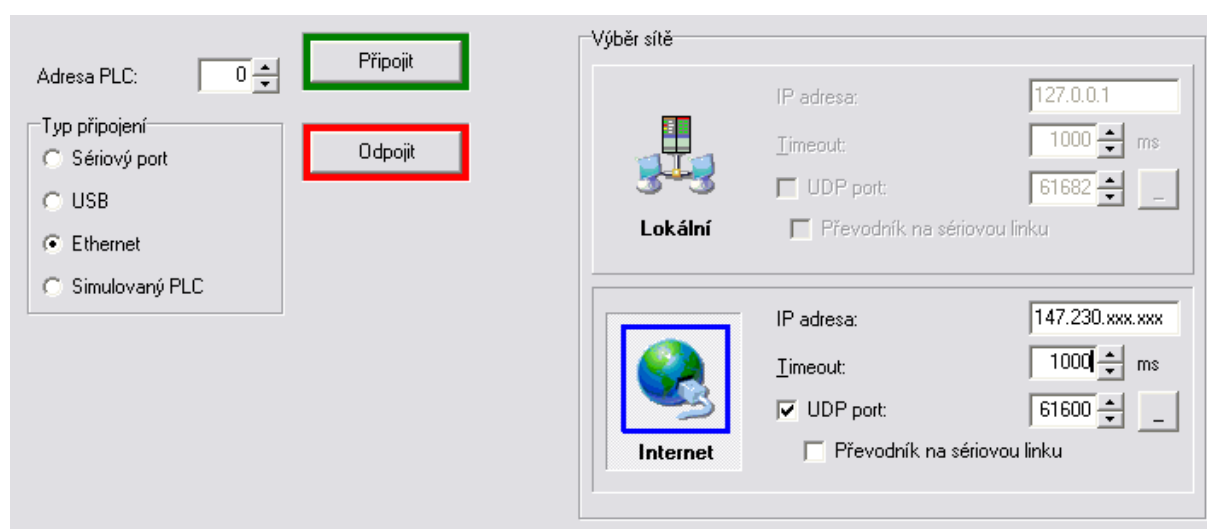 Adresa PLC: 0
Připojit
Typ připojení
Sériový port
USB
Ethernet
Simulovaný PLC
Odpojit
Výběr sítě
Lokální
IP adresa: 127.0.0.1
Timeout: 1000 ms
UDP port: 61682 _
Převodník na sériovou linku
Internet
IP adresa: 147.230.xxx.xxx
Timeout: 1000 ms
UDP port: 61600 _
Převodník na sériovou linku